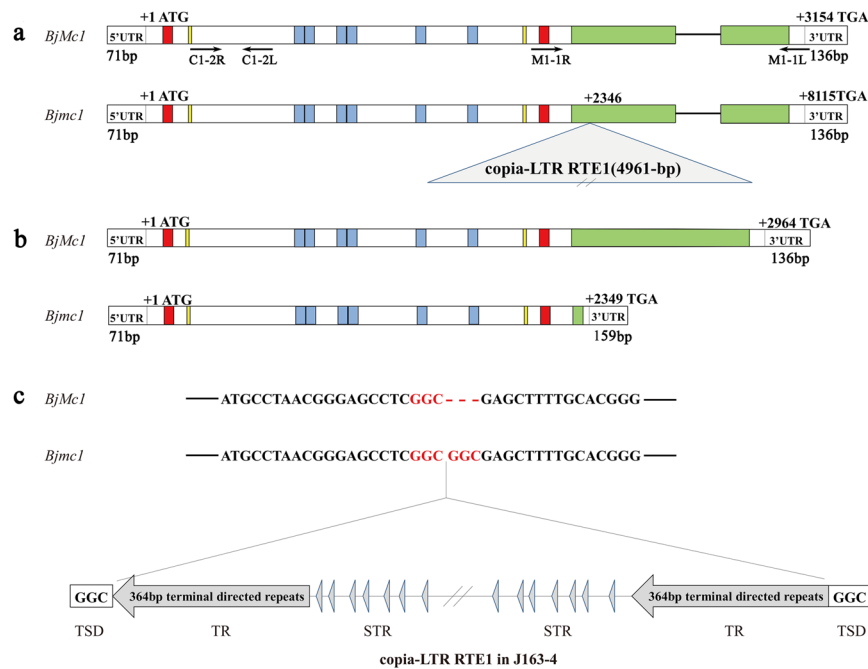 a
BjMc1
+1 ATG
+3154 TGA
5'UTR
3'UTR
71bp
C1-2R
C1-2L
M1-1R
M1-1L
136bp
Bjmc1
+1 ATG
+2346
+8115TGA
5'UTR
3'UTR
71bp
136bp
copia-LTR RTE1(4961-bp)
b
BjMc1
+1 ATG
+2964 TGA
5'UTR
3'UTR
71bp
136bp
Bjmc1
+1 ATG
+2349 TGA
5'UTR
3'UTR
71bp
159bp
c
BjMc1
ATGCCTAACGGGAGCCTCGGC - - - GAGCTTTTGCACGGG
Bjmc1
ATGCCTAACGGGAGCCTCGGC GGCGAGCTTTTGCACGGG
GGC
364bp terminal directed repeats
364bp terminal directed repeats
GGC
TSD
TR
STR
STR
TR
TSD
copia-LTR RTE1 in J163-4